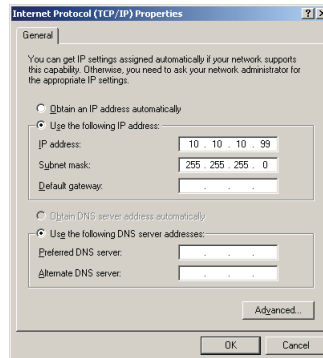 Internet Protocol (TCP/IP) Properties
General
You can get IP settings assigned automatically if your network supports
this capability. Otherwise, you need to ask your network administrator for
the appropriate IP settings.
Obtain an IP address automatically
Use the following IP address:
IP address: 10 . 10 . 10 . 99
Subnet mask: 255 . 255 . 255 . 0
Default gateway: . . .
Obtain DNS server address automatically
Use the following DNS server addresses:
Preferred DNS server: . . .
Alternate DNS server: . . .
Advanced...
OK Cancel